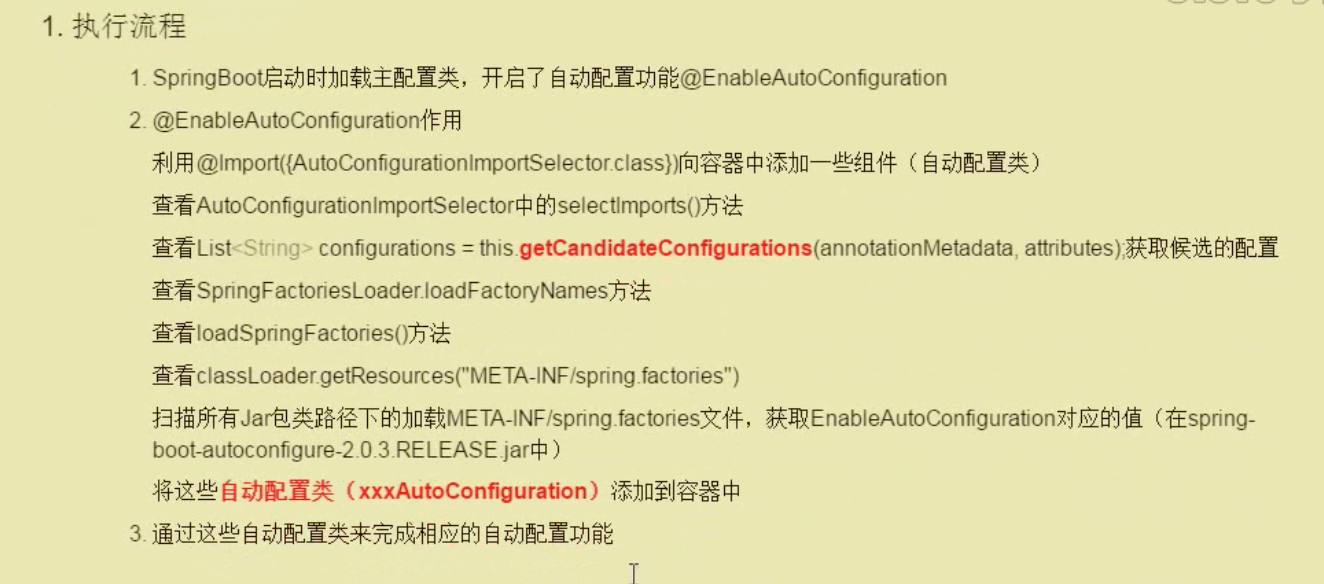 1. 执行流程
1. SpringBoot启动时加载主配置类，开启了自动配置功能@EnableAutoConfiguration
2. @EnableAutoConfiguration作用
利用@Import({AutoConfigurationImportSelector.class})向容器中添加一些组件（自动配置类）
查看AutoConfigurationImportSelector中的selectImports()方法
查看List<String> configurations = this.getCandidateConfigurations(annotationMetadata, attributes);获取候选的配置
查看SpringFactoriesLoader.loadFactoryNames方法
查看loadSpringFactories()方法
查看classLoader.getResources("META-INF/spring.factories")
扫描所有Jar包类路径下的加载META-INF/spring.factories文件，获取EnableAutoConfiguration对应的值（在spring-
boot-autoconfigure-2.0.3.RELEASE.jar中）
将这些自动配置类（xxxAutoConfiguration）添加到容器中
3. 通过这些自动配置类来完成相应的自动配置功能